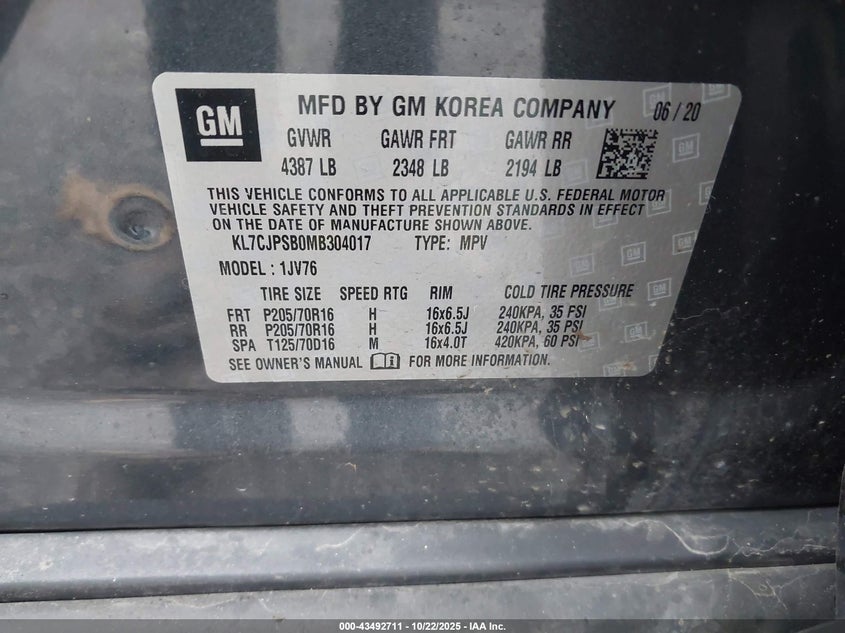 GM
MFD BY GM KOREA COMPANY 06/20
GVWR GAWR FRT GAWR RR
4387 LB 2348 LB 2194 LB
THIS VEHICLE CONFORMS TO ALL APPLICABLE U.S. FEDERAL MOTOR
VEHICLE SAFETY AND THEFT PREVENTION STANDARDS IN EFFECT
ON THE DATE OF MANUFACTURE SHOWN ABOVE.
KL7CJPSB0MB304017 TYPE: MPV
MODEL : 1JV76
TIRE SIZE SPEED RTG RIM COLD TIRE PRESSURE
FRT P205/70R16 H 16x6.5J 240KPA, 35 PSI
RR P205/70R16 H 16x6.5J 240KPA, 35 PSI
SPA T125/70D16 M 16x4.0T 420KPA, 60 PSI
SEE OWNER'S MANUAL FOR MORE INFORMATION.
000-43492711 - 10/22/2025 - IAA Inc.